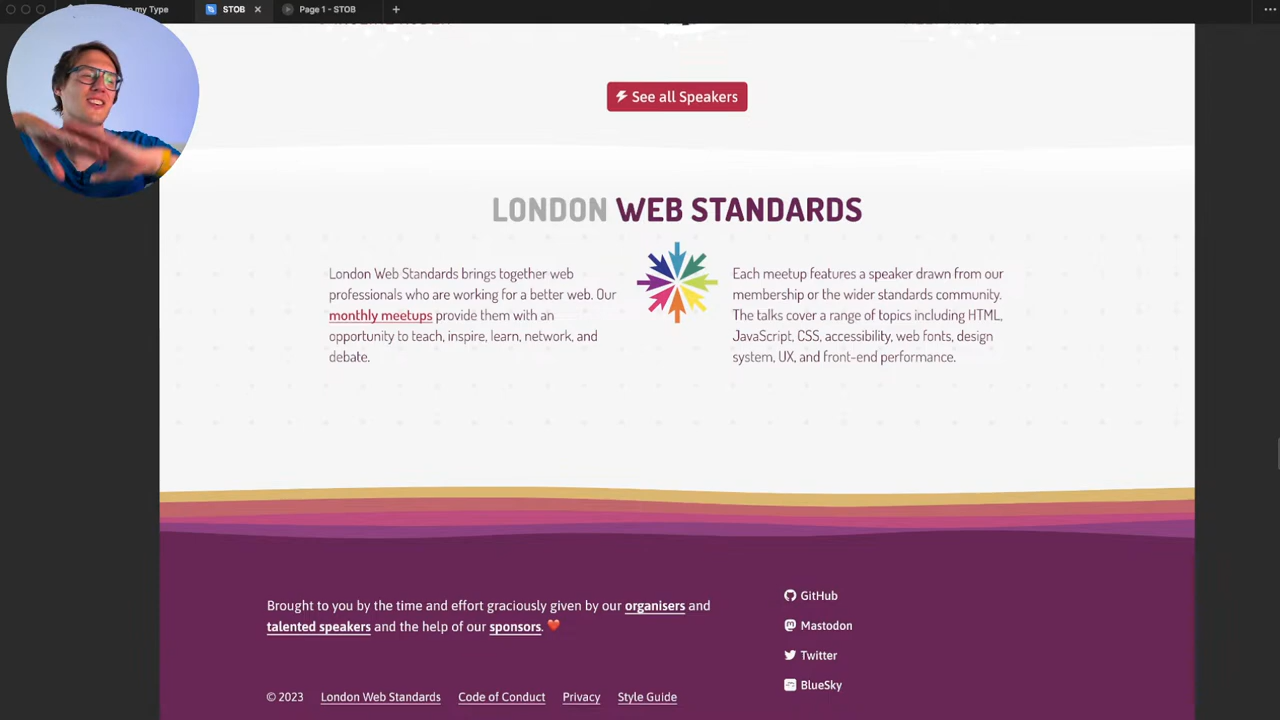 my Type
STOB
Page 1 - STOB
See all Speakers
LONDON WEB STANDARDS
London Web Standards brings together web
professionals who are working for a better web. Our
monthly meetups provide them with an
opportunity to teach, inspire, learn, network, and
debate.
Each meetup features a speaker drawn from our
membership or the wider standards community.
The talks cover a range of topics including HTML,
JavaScript, CSS, accessibility, web fonts, design
system, UX, and front-end performance.
Brought to you by the time and effort graciously given by our organisers and
talented speakers and the help of our sponsors. ❤️
GitHub
Mastodon
Twitter
BlueSky
© 2023 London Web Standards Code of Conduct Privacy Style Guide